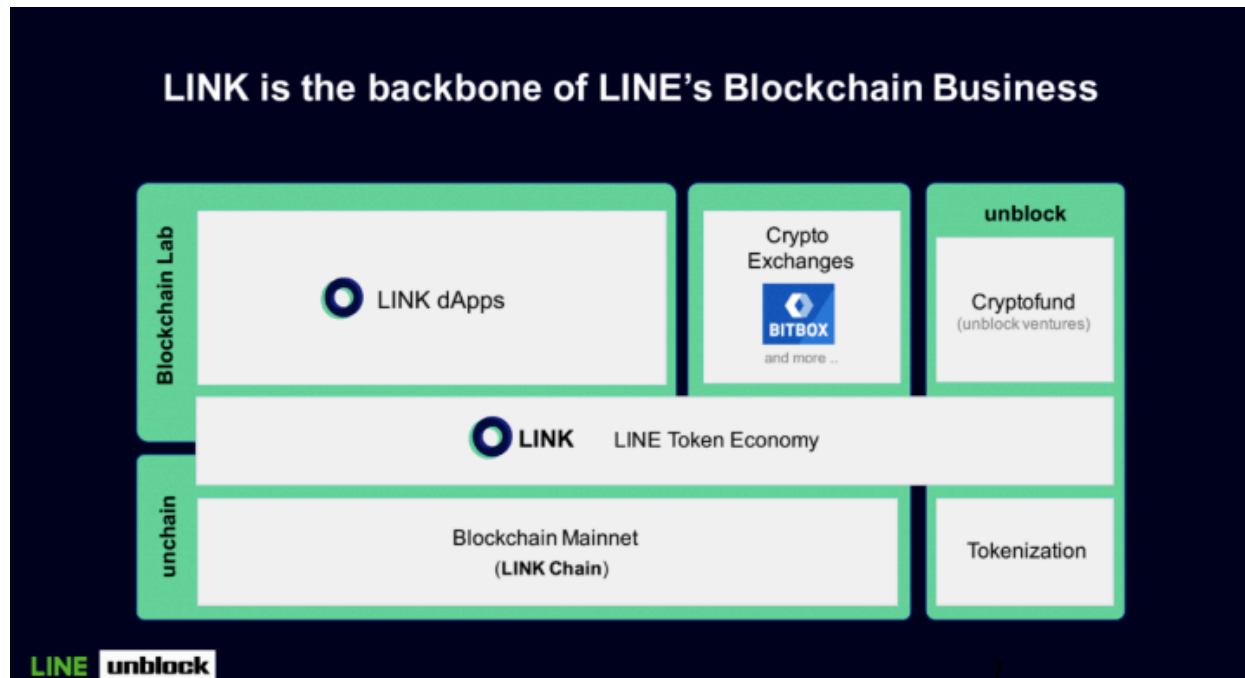 LINK is the backbone of LINE's Blockchain Business
Blockchain Lab
LINK dApps
Crypto
Exchanges
BITBOX
and more ..
unblock
Cryptofund
(unblock ventures)
LINK LINE Token Economy
unchain
Blockchain Mainnet
(LINK Chain)
Tokenization
LINE unblock